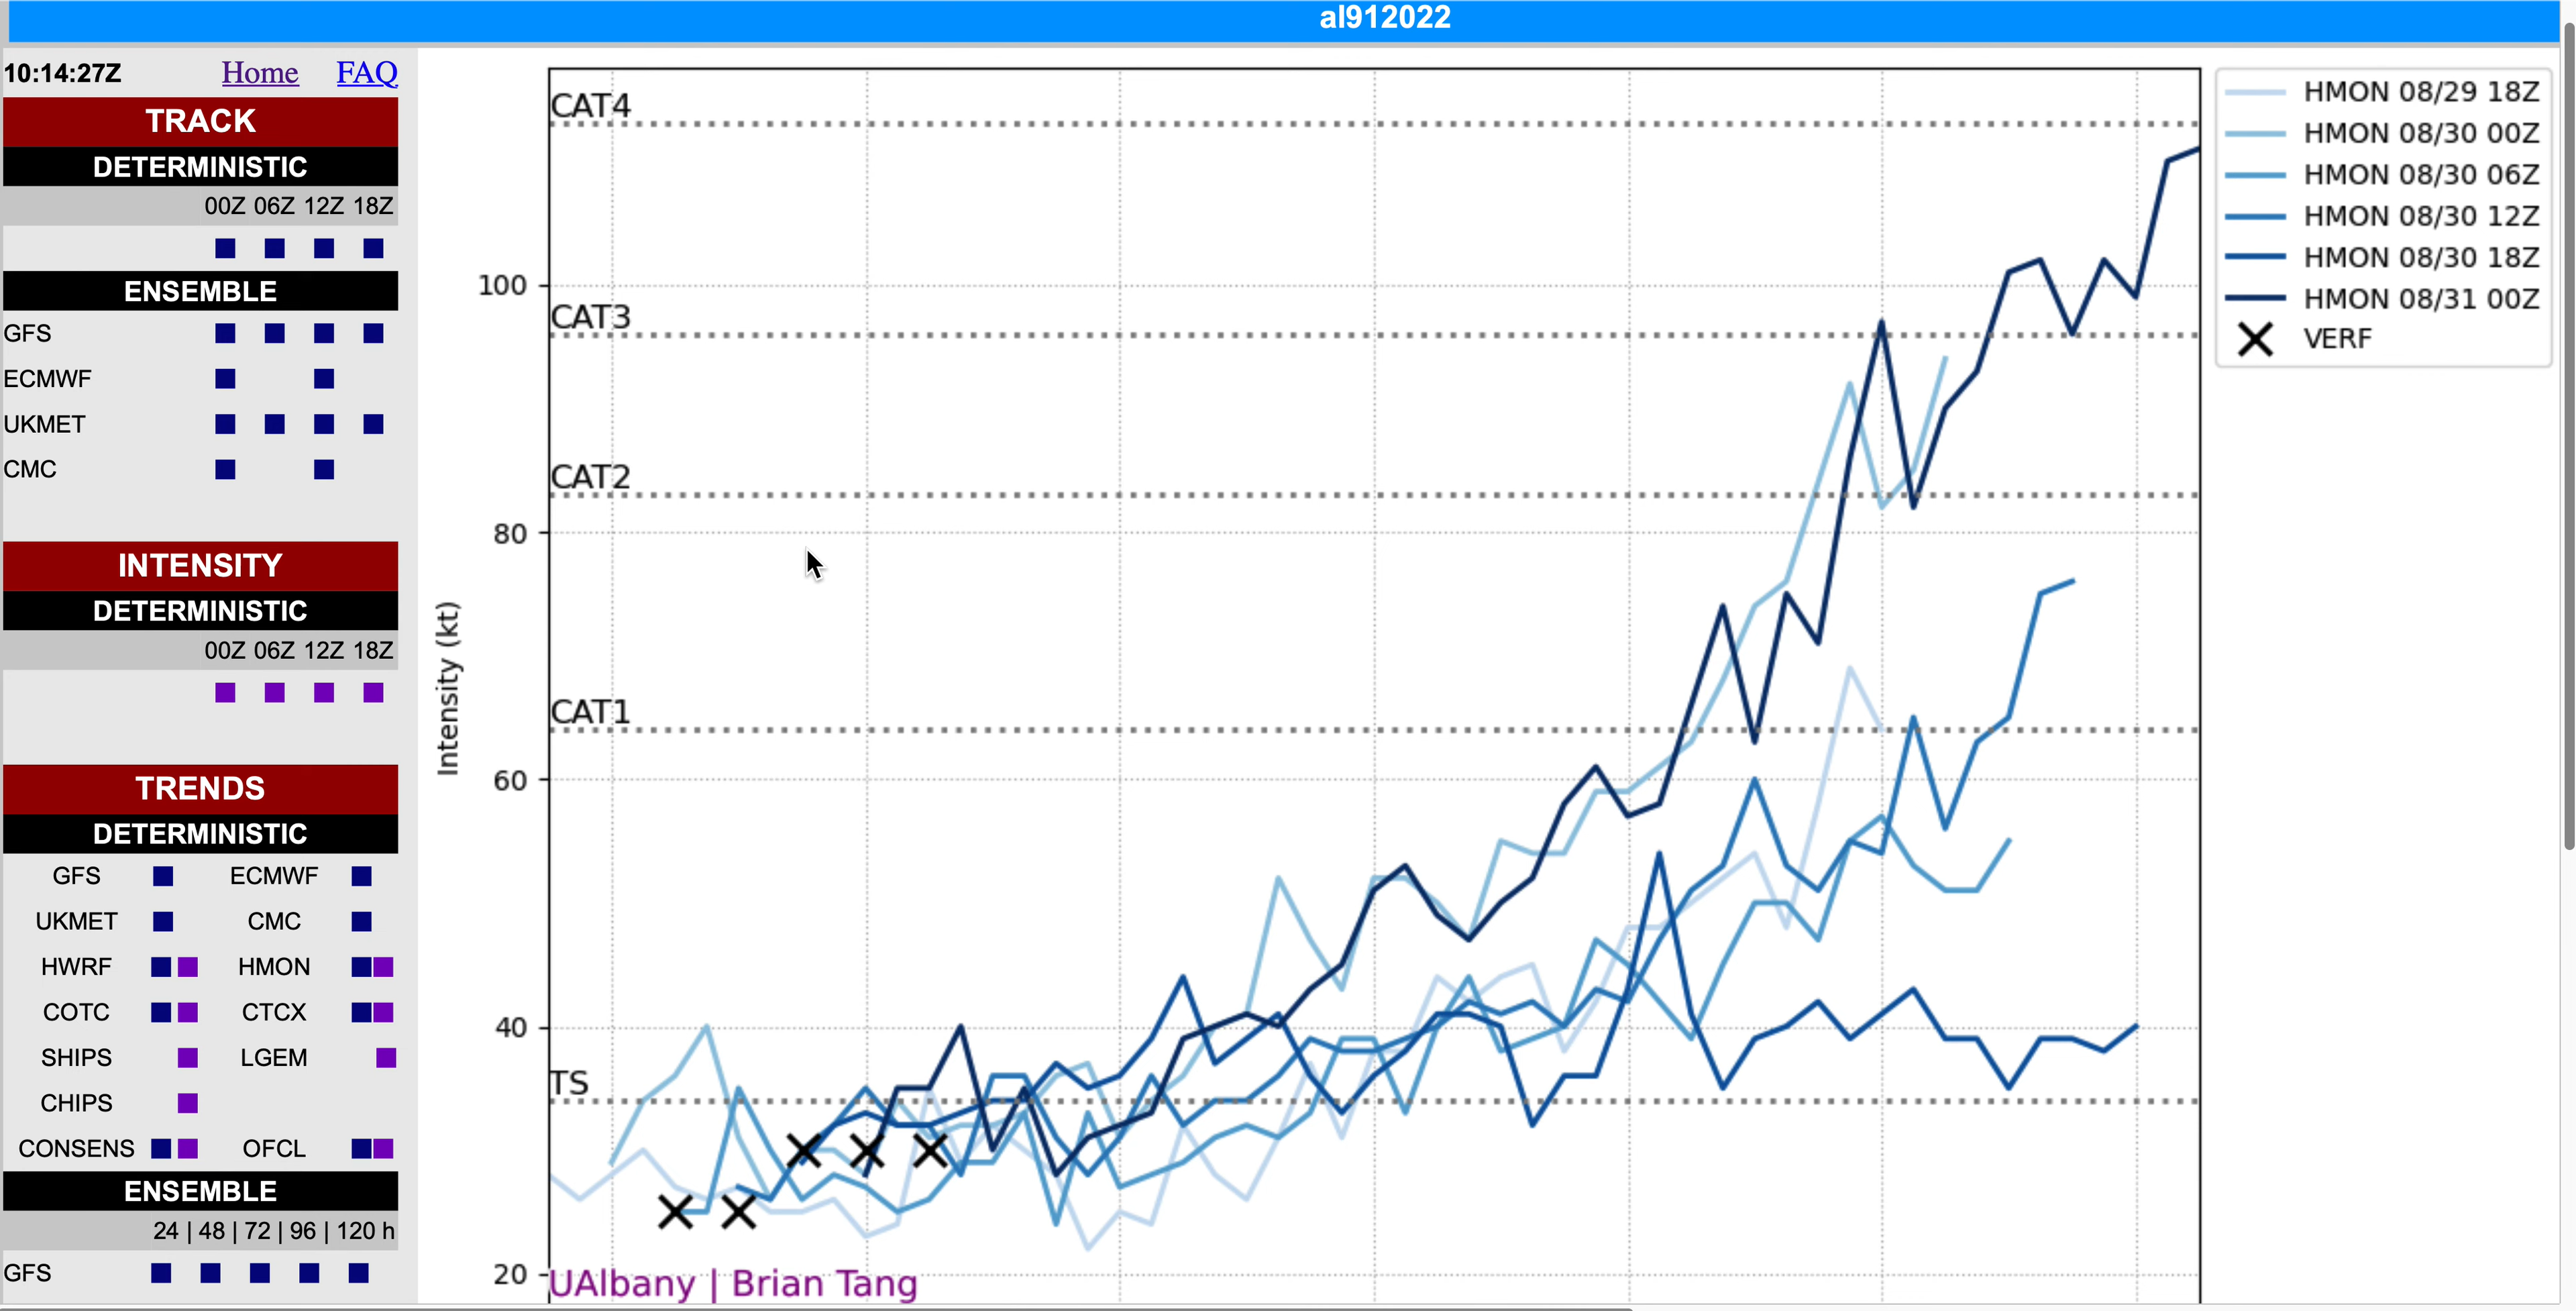 al912022
10:14:27Z Home FAQ
TRACK
DETERMINISTIC
00Z 06Z 12Z 18Z
ENSEMBLE
GFS
ECMWF
UKMET
CMC
INTENSITY
DETERMINISTIC
00Z 06Z 12Z 18Z
TRENDS
DETERMINISTIC
GFS ECMWF
UKMET CMC
HWRF HMON
COTC CTCX
SHIPS LGEM
CHIPS
CONSENS OFCL
ENSEMBLE
24 | 48 | 72 | 96 | 120 h
GFS
Intensity (kt)
100
80
60
40
20
CAT4
CAT3
CAT2
CAT1
TS
UAlbany | Brian Tang
HMON 08/29 18Z
HMON 08/30 00Z
HMON 08/30 06Z
HMON 08/30 12Z
HMON 08/30 18Z
HMON 08/31 00Z
VERF